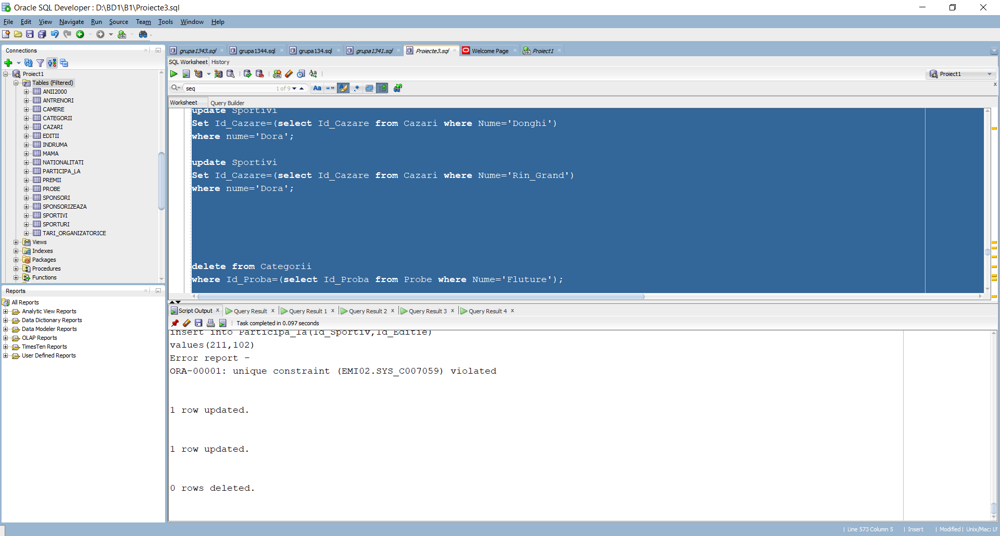 Oracle SQL Developer : D:\BD1\B1\Proiecte3.sql
File Edit View Navigate Run Source Team Tools Window Help
Connections
Project1
Tables (Filtered)
ANII2000
ANTRENORI
CAMERE
CATEGORII
CAZARI
EDITII
INDRUMA
MAMA
NATIONALITATI
PARTICIPA_LA
PREMII
PROBE
SPONSORI
SPONSORIZEAZA
SPORTIVI
SPORTURI
TARI_ORGANIZATORICE
Views
Indexes
Packages
Procedures
Functions
Reports
All Reports
Analytic View Reports
Data Dictionary Reports
Data Modeler Reports
OLAP Reports
TimesTen Reports
User Defined Reports
grupa1343.sql grupa1344.sql grupa134.sql grupa1341.sql Proiecte3.sql Welcome Page Project1
SQL Worksheet History
Project1
seq 1 of 9 Aa “ ” .*
Worksheet Query Builder
update Sportivi
Set Id_Cazare=(select Id_Cazare from Cazari where Nume='Donghi')
where nume='Dora';
update Sportivi
Set Id_Cazare=(select Id_Cazare from Cazari where Nume='Rin_Grand')
where nume='Dora';
delete from Categorii
where Id_Proba=(select Id_Proba from Probe where Nume='Fluture');
Script Output Query Result Query Result 1 Query Result 2 Query Result 3 Query Result 4
Task completed in 0.097 seconds
insert into Participa_la(Id_Sportiv,Id_Editie)
values(211,102)
Error report -
ORA-00001: unique constraint (EMI02.SYS_C007059) violated
1 row updated.
1 row updated.
0 rows deleted.
Line 573 Column 5 | Insert | Modified | Unix/Mac: LF